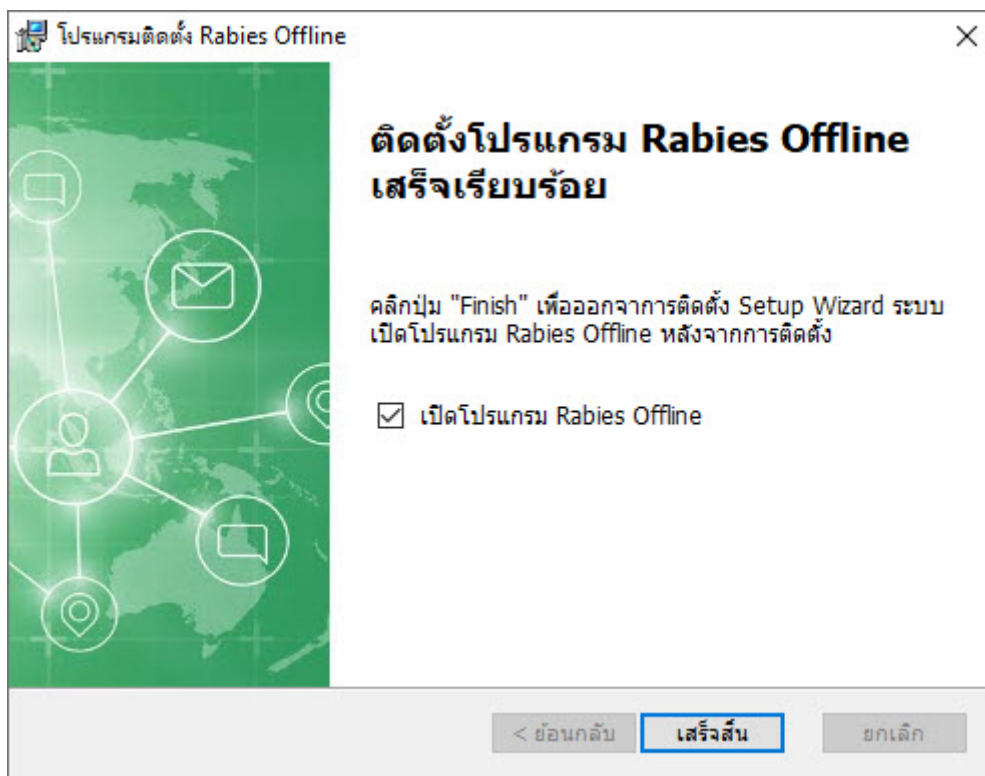 โปรแกรมติดตั้ง Rabies Offline
ติดตั้งโปรแกรม Rabies Offline
เสร็จเรียบร้อย
คลิกปุ่ม "Finish" เพื่อออกจาการติดตั้ง Setup Wizard ระบบ
เปิดโปรแกรม Rabies Offline หลังจากการติดตั้ง
เปิดโปรแกรม Rabies Offline
< ย้อนกลับ
เสร็จสิ้น
ยกเลิก